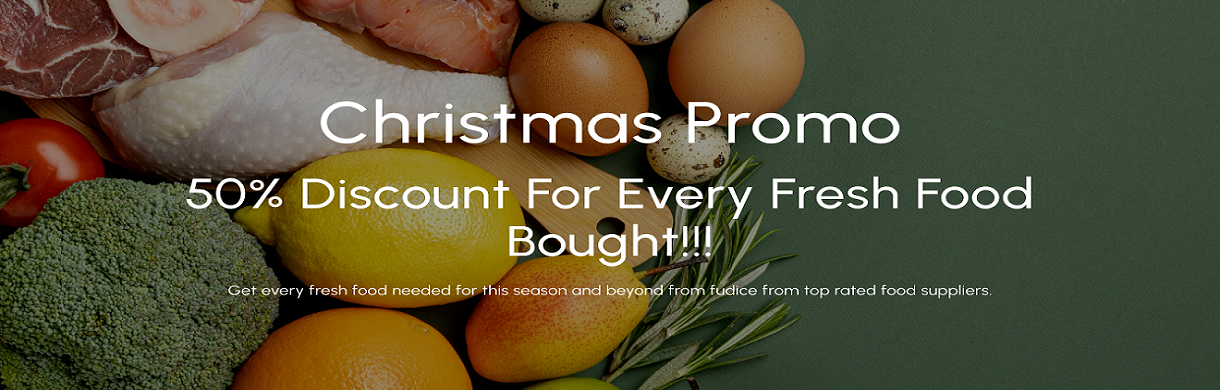 Christmas Promo
50% Discount For Every Fresh Food
Bought!!!
Get every fresh food needed for this season and beyond from fudice from top rated food suppliers.